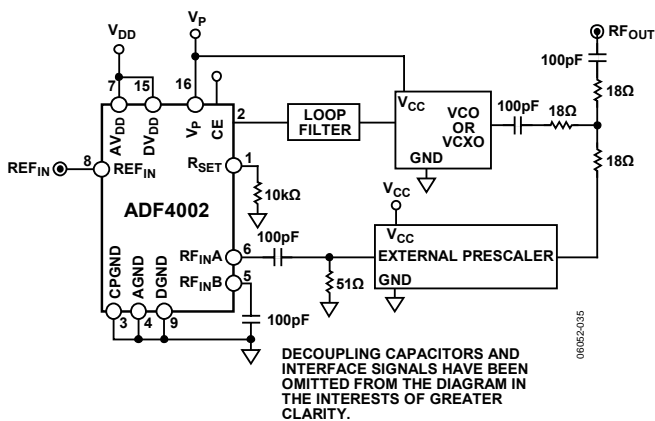 VDD
VP
RFOUT
100pF
18Ω
7
15
16
AVDD
DVDD
VP
CE
2
LOOP
FILTER
VCC
VCO
OR
VCXO
GND
100pF
18Ω
18Ω
REFIN
8
REFIN
RSET
1
10kΩ
ADF4002
VCC
VCC
EXTERNAL PRESCALER
GND
RFINA
6
100pF
51Ω
RFINB
5
100pF
CPGND
AGND
DGND
3
4
9
DECOUPLING CAPACITORS AND
INTERFACE SIGNALS HAVE BEEN
OMITTED FROM THE DIAGRAM IN
THE INTERESTS OF GREATER
CLARITY.
06052-035